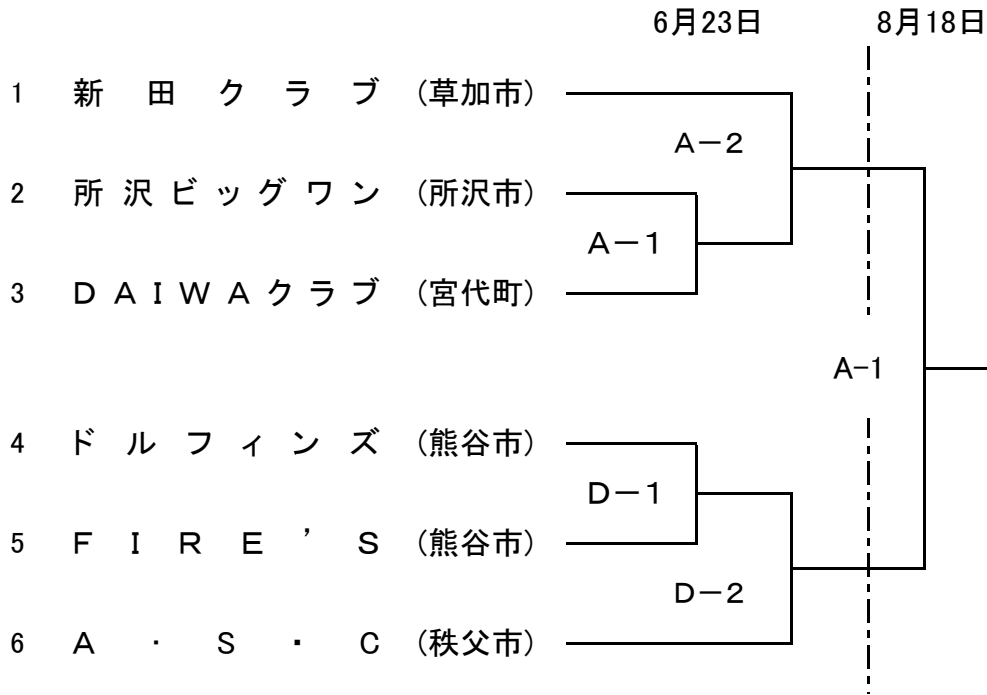 6月23日 8月18日
1 新田クラブ (草加市)
A－2
2 所沢ビッグワン (所沢市)
A－1
3 DAIWAクラブ (宮代町)
A-1
4 ドルフィンズ (熊谷市)
D－1
5 FIRE’S (熊谷市)
D－2
6 A・S・C (秩父市)